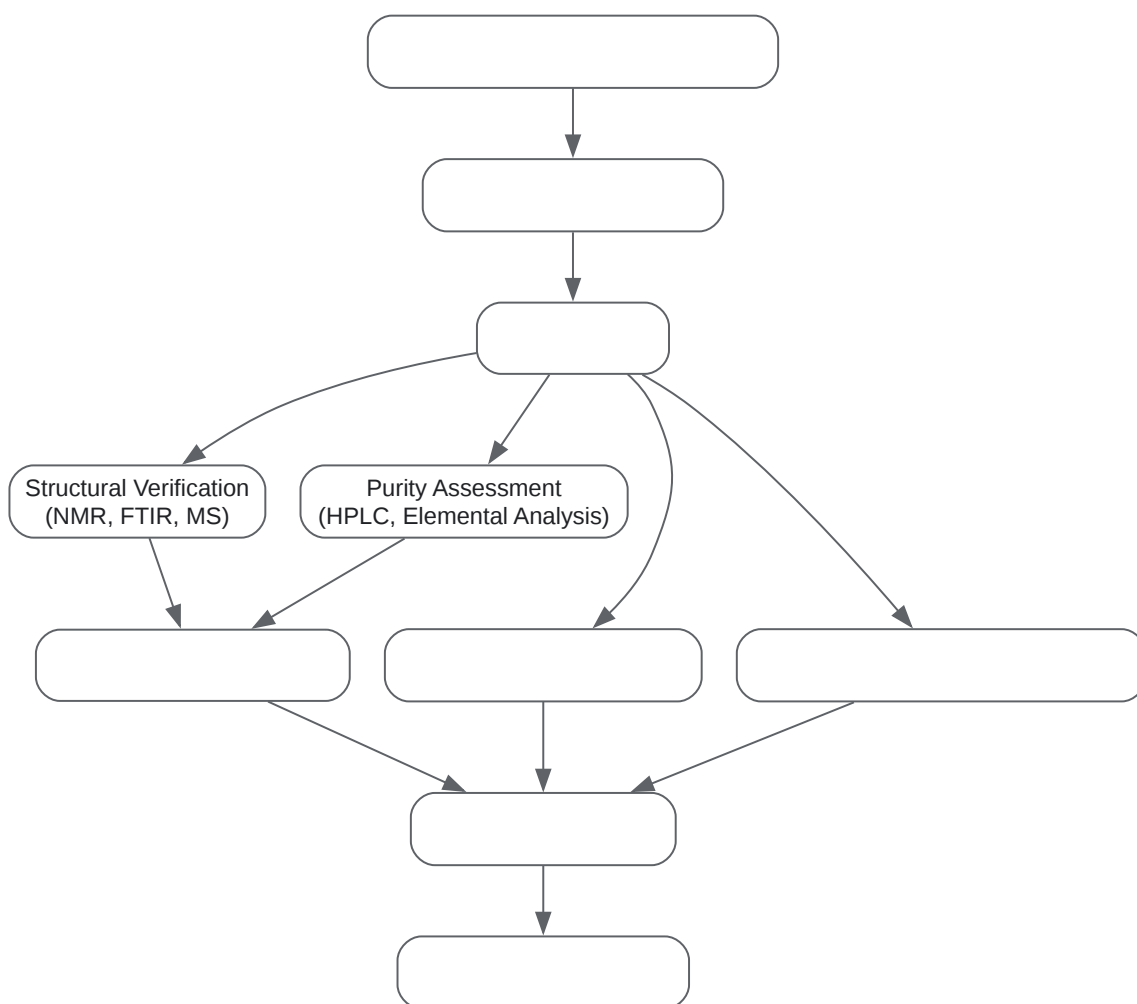 Structural Verification
(NMR, FTIR, MS)
Purity Assessment
(HPLC, Elemental Analysis)